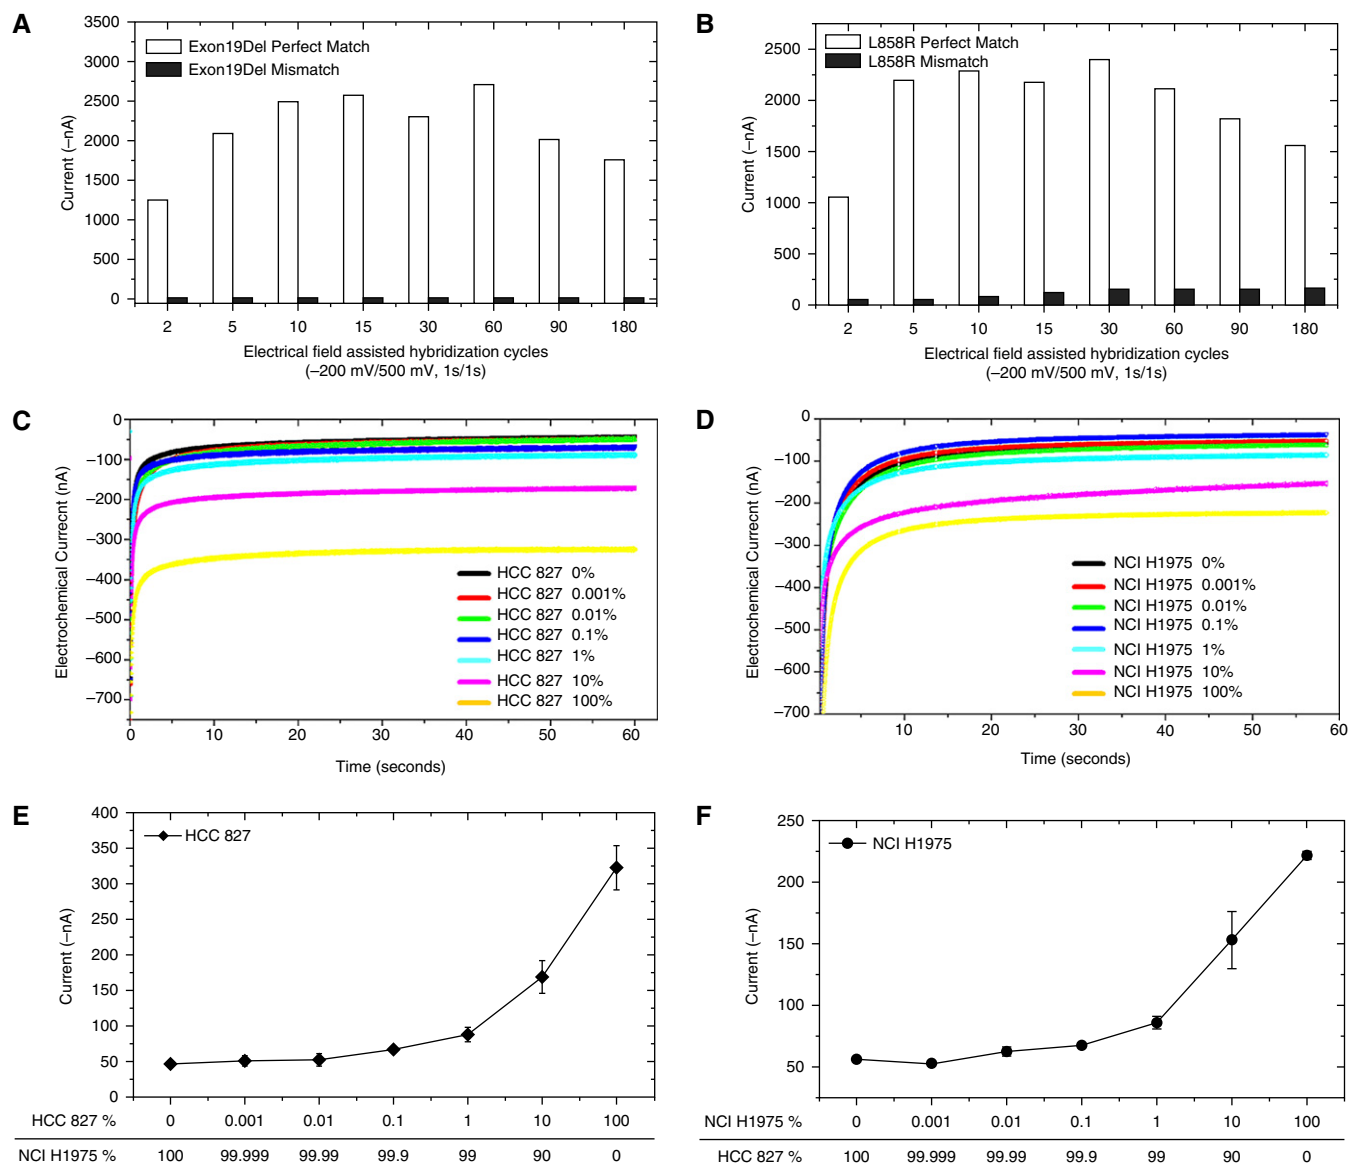 A
3500
3000
2500
2000
1500
1000
500
0
Current (–nA)
Exon19Del Perfect Match
Exon19Del Mismatch
2 5 10 15 30 60 90 180
Electrical field assisted hybridization cycles
(–200 mV/500 mV, 1s/1s)
B
2500
2000
1500
1000
500
0
Current (–nA)
L858R Perfect Match
L858R Mismatch
2 5 10 15 30 60 90 180
Electrical field assisted hybridization cycles
(–200 mV/500 mV, 1s/1s)
C
0
–100
–200
–300
–400
–500
–600
–700
Electrochemical Currecnt (nA)
HCC 827 0%
HCC 827 0.001%
HCC 827 0.01%
HCC 827 0.1%
HCC 827 1%
HCC 827 10%
HCC 827 100%
0 10 20 30 40 50 60
Time (seconds)
D
0
–100
–200
–300
–400
–500
–600
–700
Electrochemical Currecnt (nA)
NCI H1975 0%
NCI H1975 0.001%
NCI H1975 0.01%
NCI H1975 0.1%
NCI H1975 1%
NCI H1975 10%
NCI H1975 100%
10 20 30 40 50 60
Time (seconds)
E
400
350
300
250
200
150
100
50
0
Current (–nA)
HCC 827
HCC 827 % 0 0.001 0.01 0.1 1 10 100
NCI H1975 % 100 99.999 99.99 99.9 99 90 0
F
250
200
150
100
50
Current (–nA)
NCI H1975
NCI H1975 % 0 0.001 0.01 0.1 1 10 100
HCC 827 % 100 99.999 99.99 99.9 99 90 0